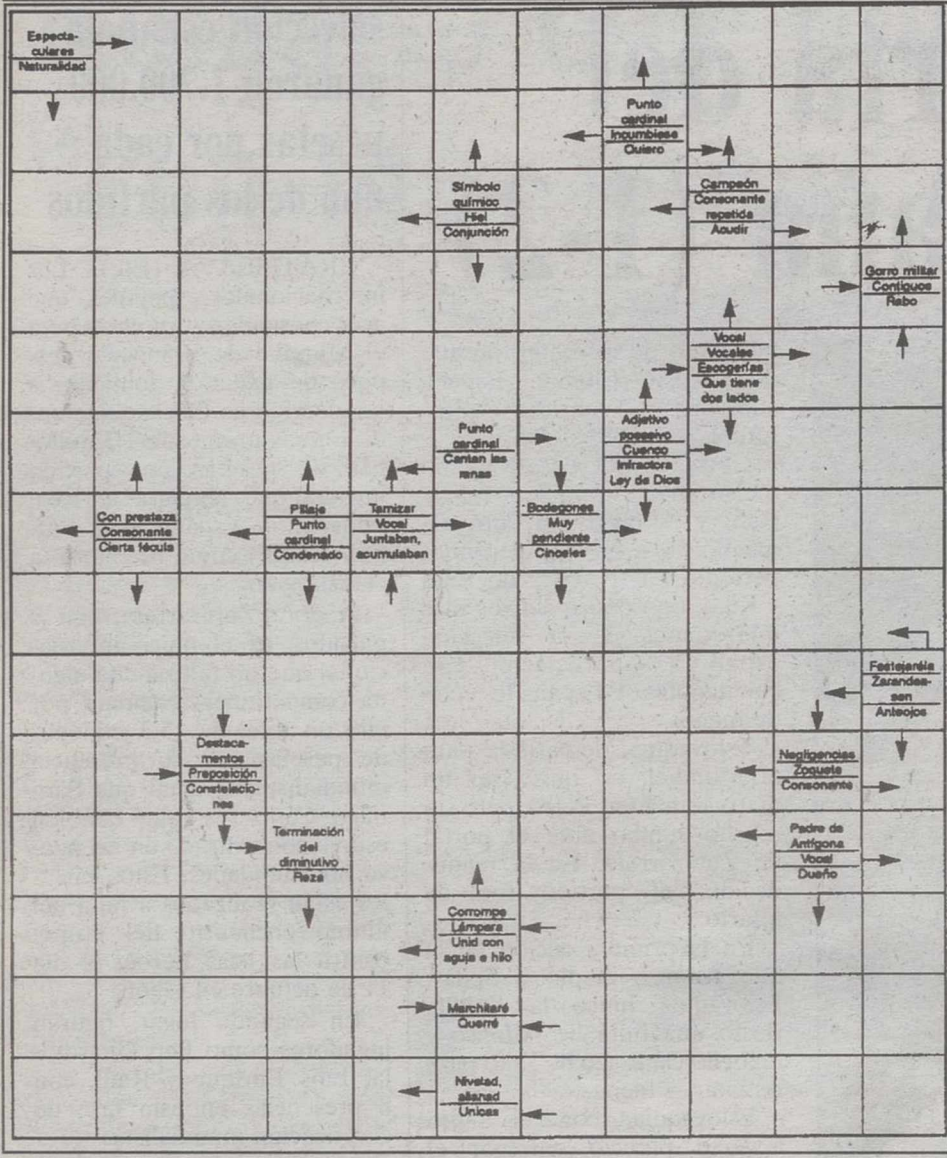 Especta-
culares
Naturalidad
Punto
cardinal
Incumbiese
Quiero
Símbolo
químico
Hiel
Conjunción
Campeón
Consonante
repetida
Acudir
Gorro militar
Contiguos
Rabo
Vocal
Vocales
Escogerías
Que tiene
dos lados
Punto
cardinal
Cantan las
ranas
Adjetivo
posesivo
Cuenco
Infractora
Ley de Dios
Con presteza
Consonante
Cierta fécula
Pillaje
Punto
cardinal
Condenado
Tamizar
Vocal
Juntaban,
acumulaban
Bodegones
Muy
pendiente
Cinceles
Festejaréla
Zarandea-
sen
Anteojos
Destaca-
mentos
Preposición
Constelacio-
nes
Negligencias
Zoquete
Consonante
Terminación
del
diminutivo
Reza
Padre de
Antígona
Vocal
Dueño
Corrompe
Lámpara
Unid con
aguja e hilo
Marchitaré
Querré
Nivelad,
allanad
Unicas